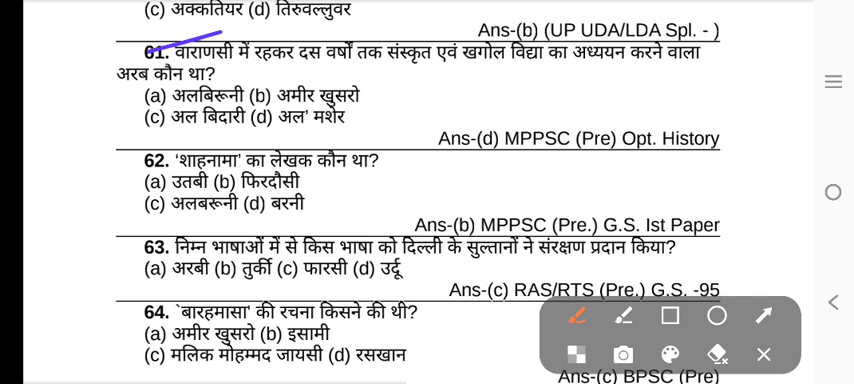 (c) अक्कतियर (d) तिरुवल्लुवर
Ans-(b) (UP UDA/LDA Spl. - )
61. वाराणसी में रहकर दस वर्षों तक संस्कृत एवं खगोल विद्या का अध्ययन करने वाला
अरब कौन था?
(a) अलबिरूनी (b) अमीर खुसरो
(c) अल बिदारी (d) अल' मशेर
Ans-(d) MPPSC (Pre) Opt. History
62. ‘शाहनामा’ का लेखक कौन था?
(a) उतबी (b) फिरदौसी
(c) अलबरूनी (d) बरनी
Ans-(b) MPPSC (Pre.) G.S. Ist Paper
63. निम्न भाषाओं में से किस भाषा को दिल्ली के सुल्तानों ने संरक्षण प्रदान किया?
(a) अरबी (b) तुर्की (c) फारसी (d) उर्दू
Ans-(c) RAS/RTS (Pre.) G.S. -95
64. `बारहमासा' की रचना किसने की थी?
(a) अमीर खुसरो (b) इसामी
(c) मलिक मोहम्मद जायसी (d) रसखान
Ans-(c) BPSC (Pre)